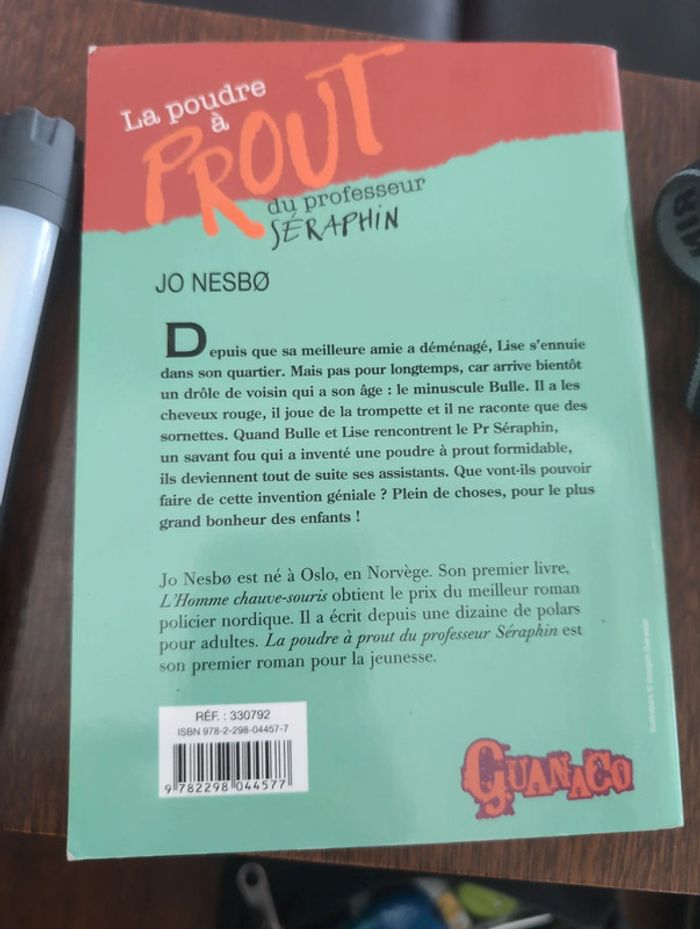 La poudre
à
PROUT
du professeur
SÉRAPHIN
JO NESBØ
Depuis que sa meilleure amie a déménagé, Lise s'ennuie
dans son quartier. Mais pas pour longtemps, car arrive bientôt
un drôle de voisin qui a son âge : le minuscule Bulle. Il a les
cheveux rouge, il joue de la trompette et il ne raconte que des
sornettes. Quand Bulle et Lise rencontrent le Pr Séraphin,
un savant fou qui a inventé une poudre à prout formidable,
ils deviennent tout de suite ses assistants. Que vont-ils pouvoir
faire de cette invention géniale ? Plein de choses, pour le plus
grand bonheur des enfants !
Jo Nesbø est né à Oslo, en Norvège. Son premier livre,
L'Homme chauve-souris obtient le prix du meilleur roman
policier nordique. Il a écrit depuis une dizaine de polars
pour adultes. La poudre à prout du professeur Séraphin est
son premier roman pour la jeunesse.
RÉF. : 330792
ISBN 978-2-298-04457-7
9 782298 044577
GUANACO
Illustrations ©